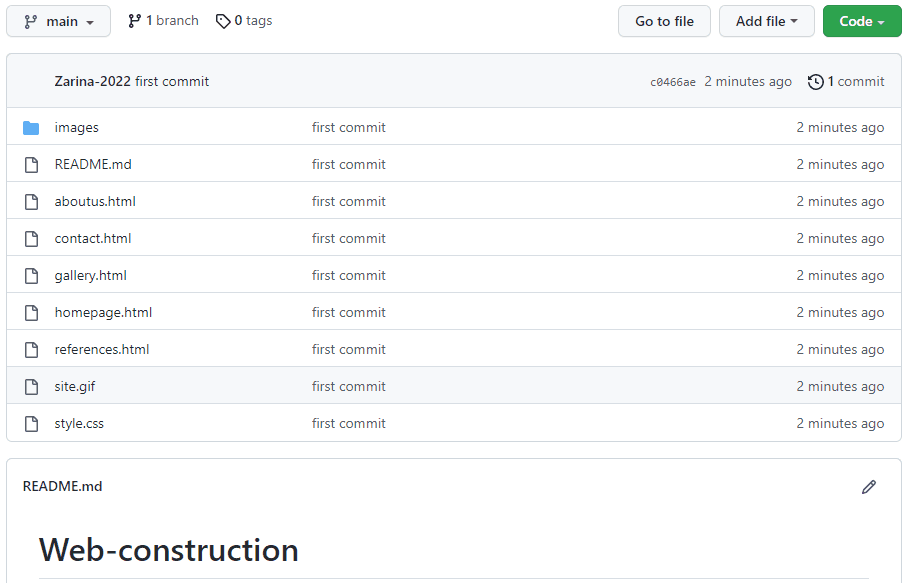 main 1 branch 0 tags Go to file Add file Code
Zarina-2022 first commit c0466ae 2 minutes ago 1 commit
images first commit 2 minutes ago
README.md first commit 2 minutes ago
aboutus.html first commit 2 minutes ago
contact.html first commit 2 minutes ago
gallery.html first commit 2 minutes ago
homepage.html first commit 2 minutes ago
references.html first commit 2 minutes ago
site.gif first commit 2 minutes ago
style.css first commit 2 minutes ago
README.md
Web-construction